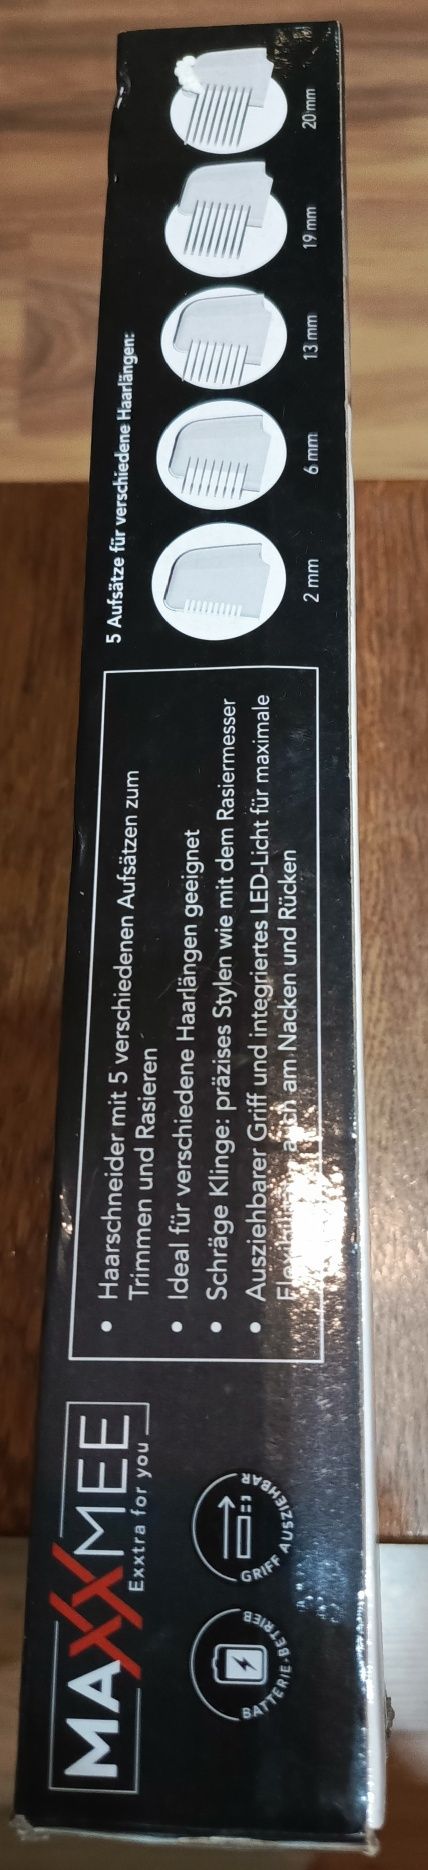 MAXXMEE
Exxtra for you
BATTERIE-BETRIEB
GRIFF AUSZIEHBAR
• Haarschneider mit 5 verschiedenen Aufsätzen zum
Trimmen und Rasieren
• Ideal für verschiedene Haarlängen geeignet
• Schräge Klinge: präzises Stylen wie mit dem Rasiermesser
• Ausziehbarer Griff und integriertes LED-Licht für maximale
am Nacken und Rücken
5 Aufsätze für verschiedene Haarlängen:
2 mm
6 mm
13 mm
19 mm
20 mm